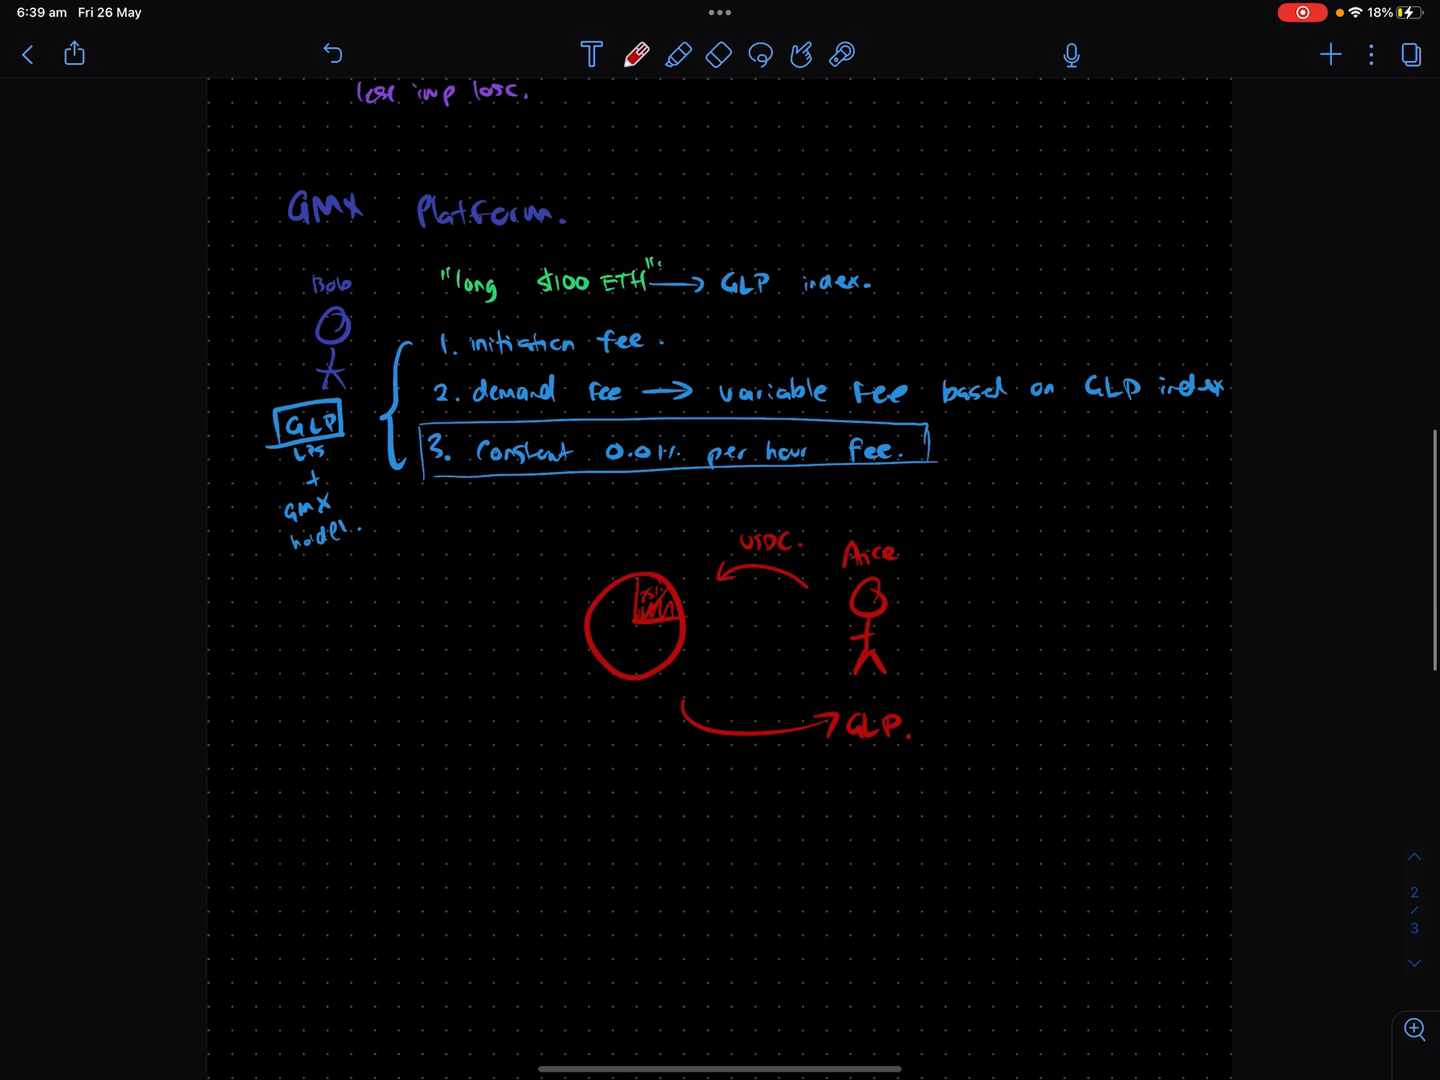 6:39 am Fri 26 May
18%
less imp loss.
GMX Platform.
Bob
"long $100 ETH" → GLP index.
1. initiation fee.
2. demand fee → variable fee based on GLP index
3. Constant 0.01% per hour fee.
GLP
LPs
+
GMX
holder.
USDC.
Alice
GLP.
2
/
3